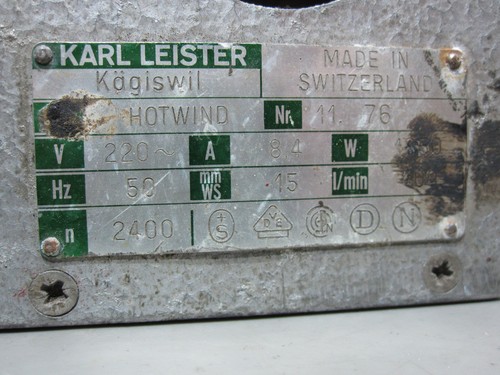 KARL LEISTER
Kägiswil
MADE IN
SWITZERLAND
HOTWIND Nr. 11. 76
V 220~ A 8.4 W
Hz 50 mm WS 15 l/min
n 2400 +S VDE D N